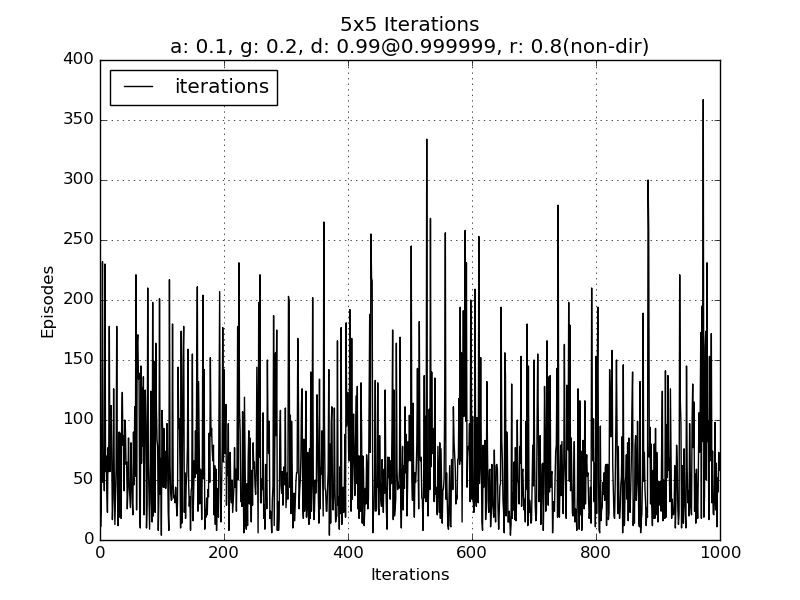 5x5 Iterations
a: 0.1, g: 0.2, d: 0.99@0.999999, r: 0.8(non-dir)
iterations
400
350
300
250
200
150
100
50
0
Episodes
0 200 400 600 800 1000
Iterations